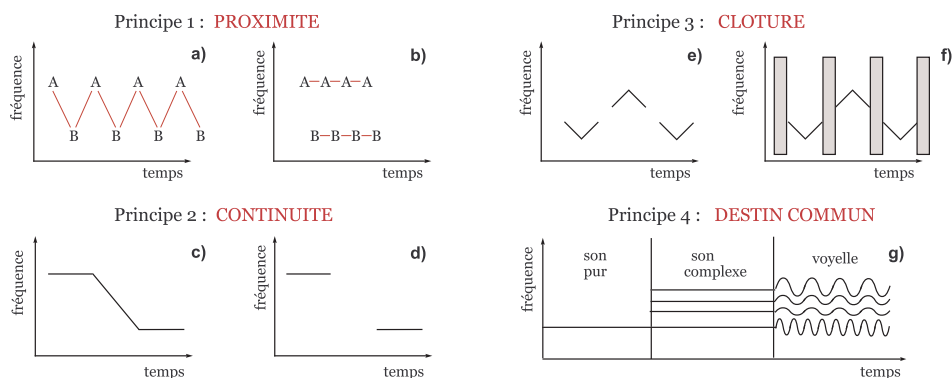 Principe 1 : PROXIMITE
a)
fréquence
A A A A
B B B B
temps
b)
fréquence
A A A A
B B B B
temps
Principe 3 : CLOTURE
e)
fréquence
temps
f)
fréquence
temps
Principe 2 : CONTINUITE
c)
fréquence
temps
d)
fréquence
temps
Principe 4 : DESTIN COMMUN
g)
fréquence
son
pur
son
complexe
voyelle
temps